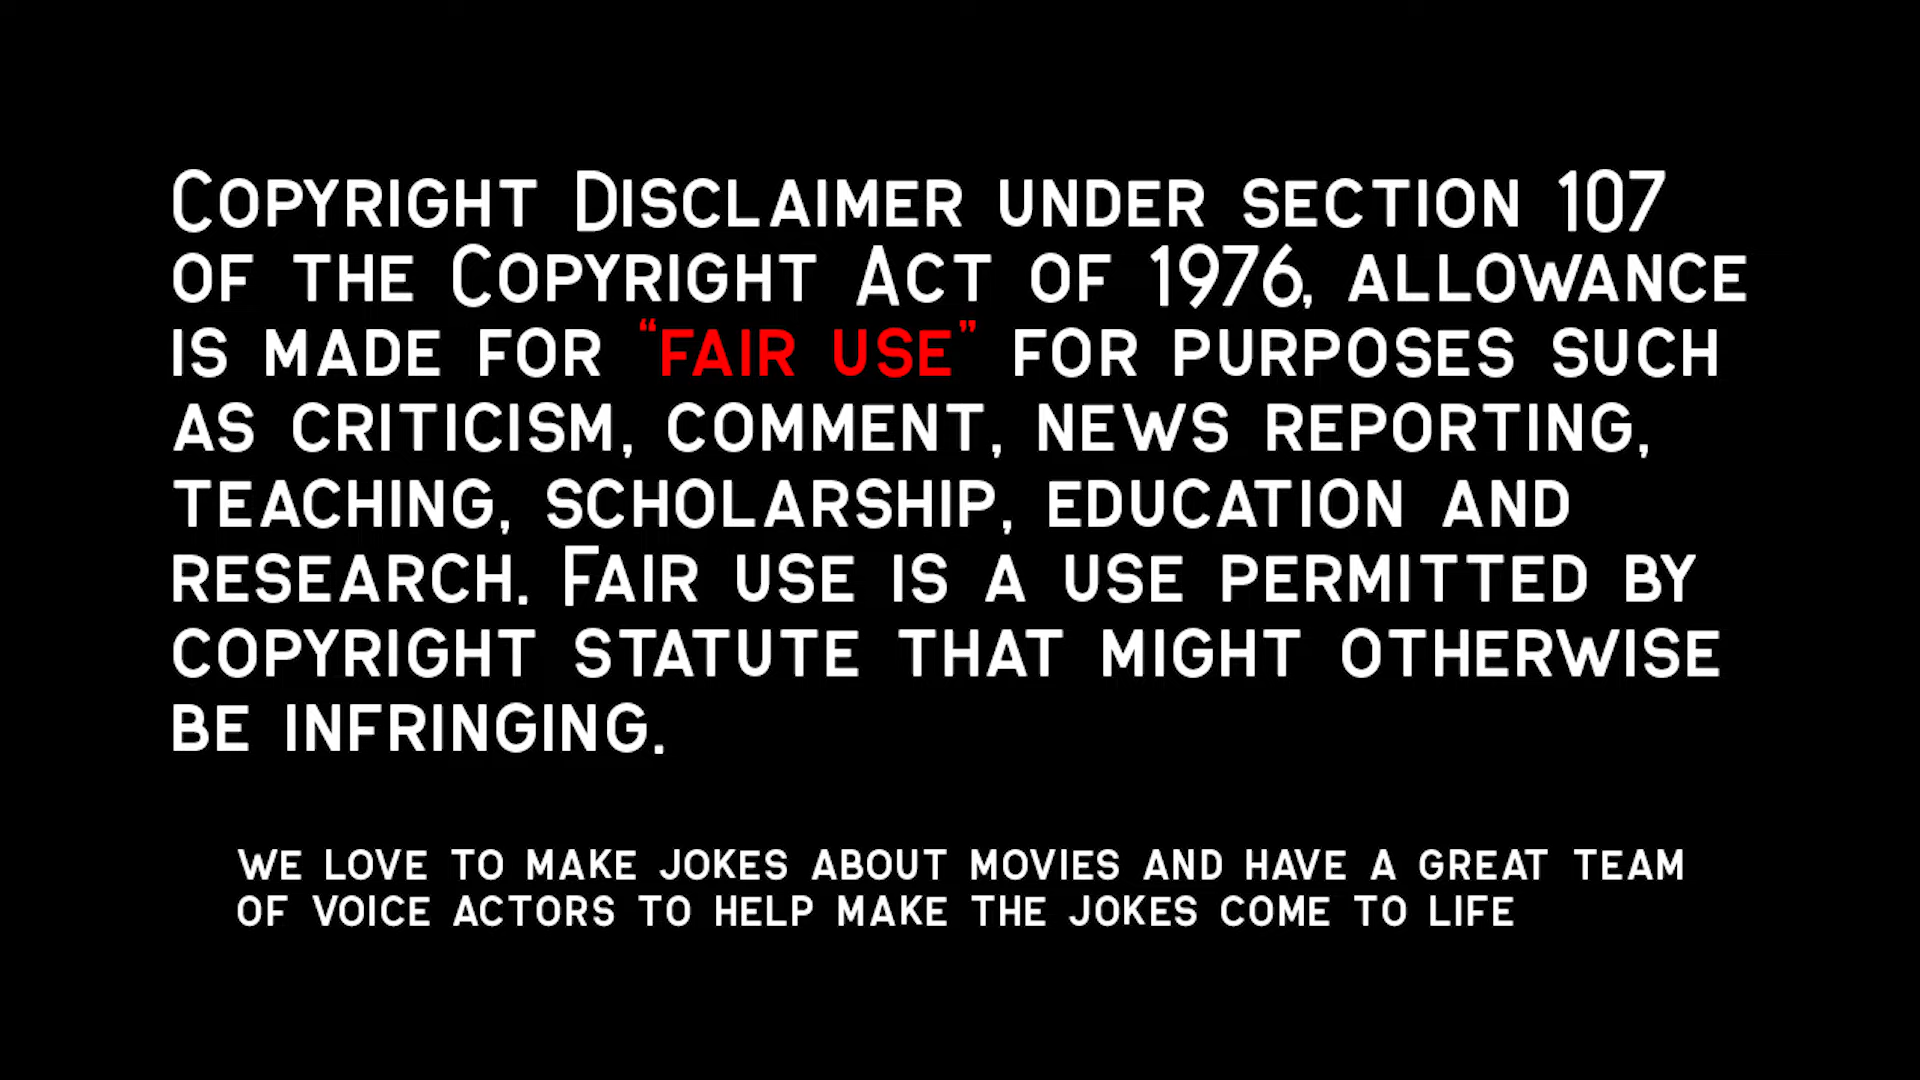 Copyright Disclaimer under section 107
of the Copyright Act of 1976, allowance
is made for “fair use” for purposes such
as criticism, comment, news reporting,
teaching, scholarship, education and
research. Fair use is a use permitted by
copyright statute that might otherwise
be infringing.
we love to make jokes about movies and have a great team
of voice actors to help make the jokes come to life